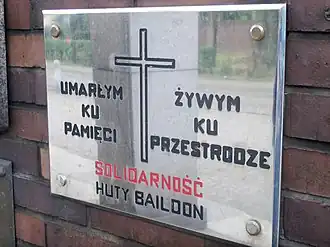 UMARŁYM
KU
PAMIĘCI
ŻYWYM
KU
PRZESTRODZE
SOLIDARNOŚĆ
HUTY BAILDON